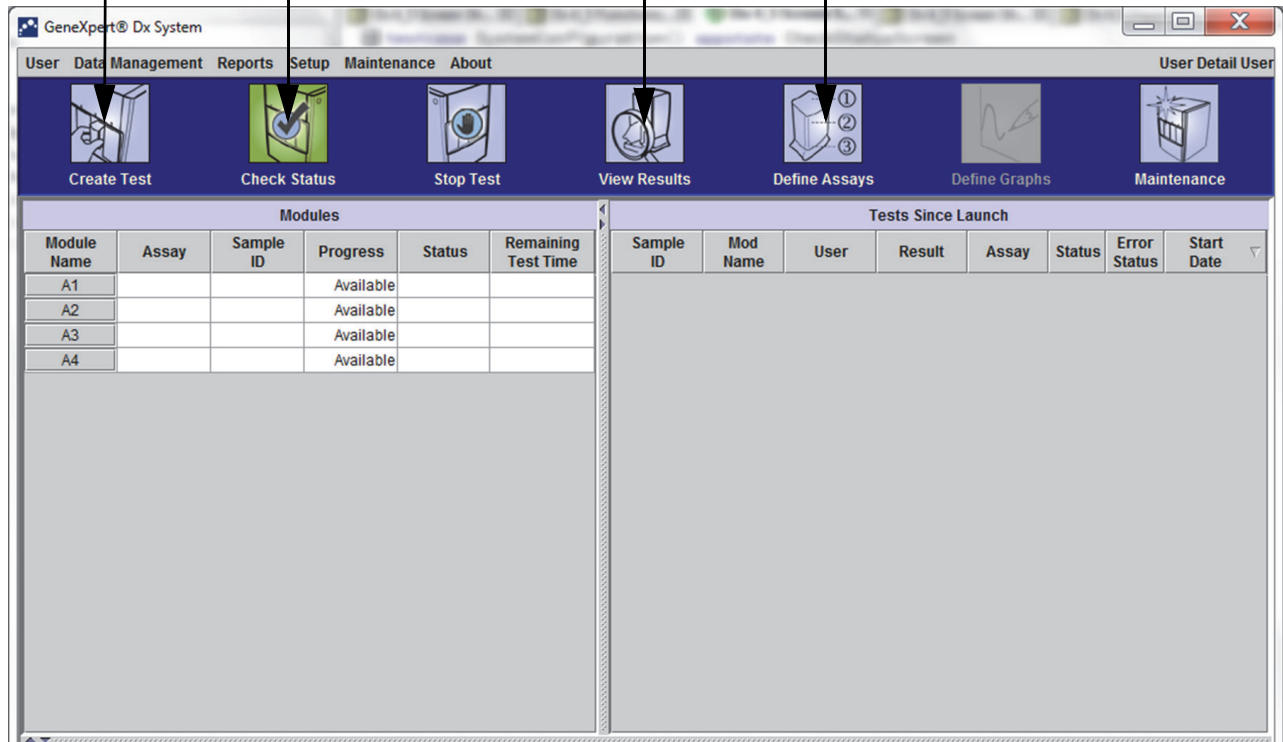 GeneXpert® Dx System
User Data Management Reports Setup Maintenance About User Detail User
① ② ③
Create Test Check Status Stop Test View Results Define Assays Define Graphs Maintenance
Modules
Module Name Assay Sample ID Progress Status Remaining Test Time
A1 Available
A2 Available
A3 Available
A4 Available
Tests Since Launch
Sample ID Mod Name User Result Assay Status Error Status Start Date